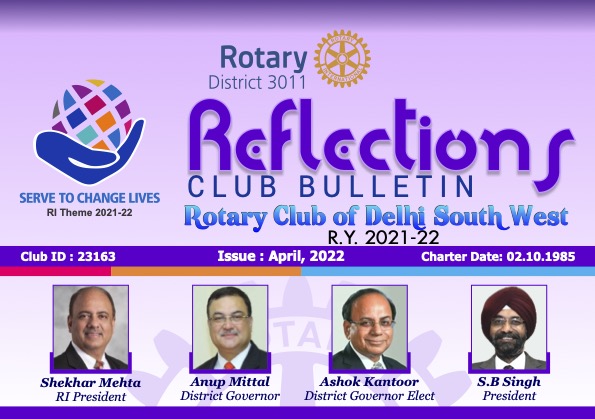 Rotary
District 3011
ROTARY
INTERNATIONAL
Reflections
CLUB BULLETIN
SERVE TO CHANGE LIVES
RI Theme 2021-22
Rotary Club of Delhi South West
R.Y. 2021-22
Club ID : 23163
Issue : April, 2022
Charter Date: 02.10.1985
Shekhar Mehta
RI President
Anup Mittal
District Governor
Ashok Kantoor
District Governor Elect
S.B Singh
President